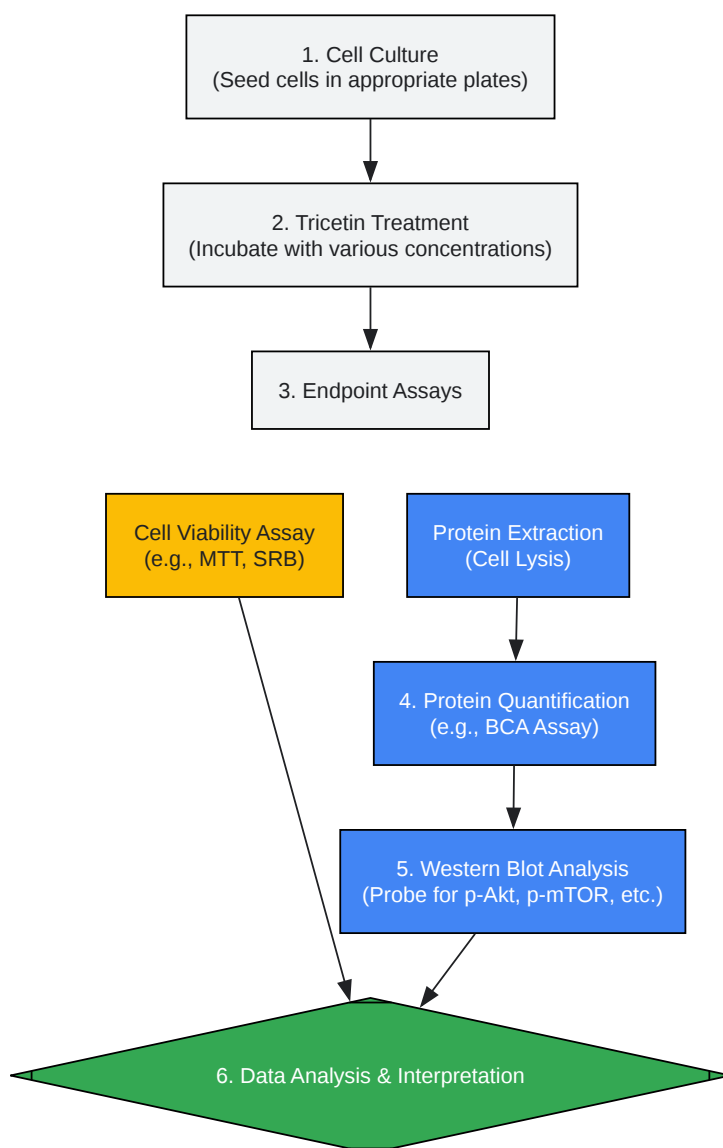 1. Cell Culture
(Seed cells in appropriate plates)
2. Tricetin Treatment
(Incubate with various concentrations)
3. Endpoint Assays
Cell Viability Assay
(e.g., MTT, SRB)
Protein Extraction
(Cell Lysis)
4. Protein Quantification
(e.g., BCA Assay)
5. Western Blot Analysis
(Probe for p-Akt, p-mTOR, etc.)
6. Data Analysis & Interpretation